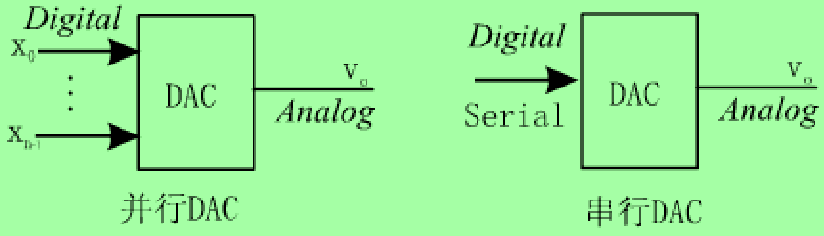 Digital
X0
DAC
Vo
Analog
Xn-1
并行DAC
Digital
Serial
DAC
Vo
Analog
串行DAC